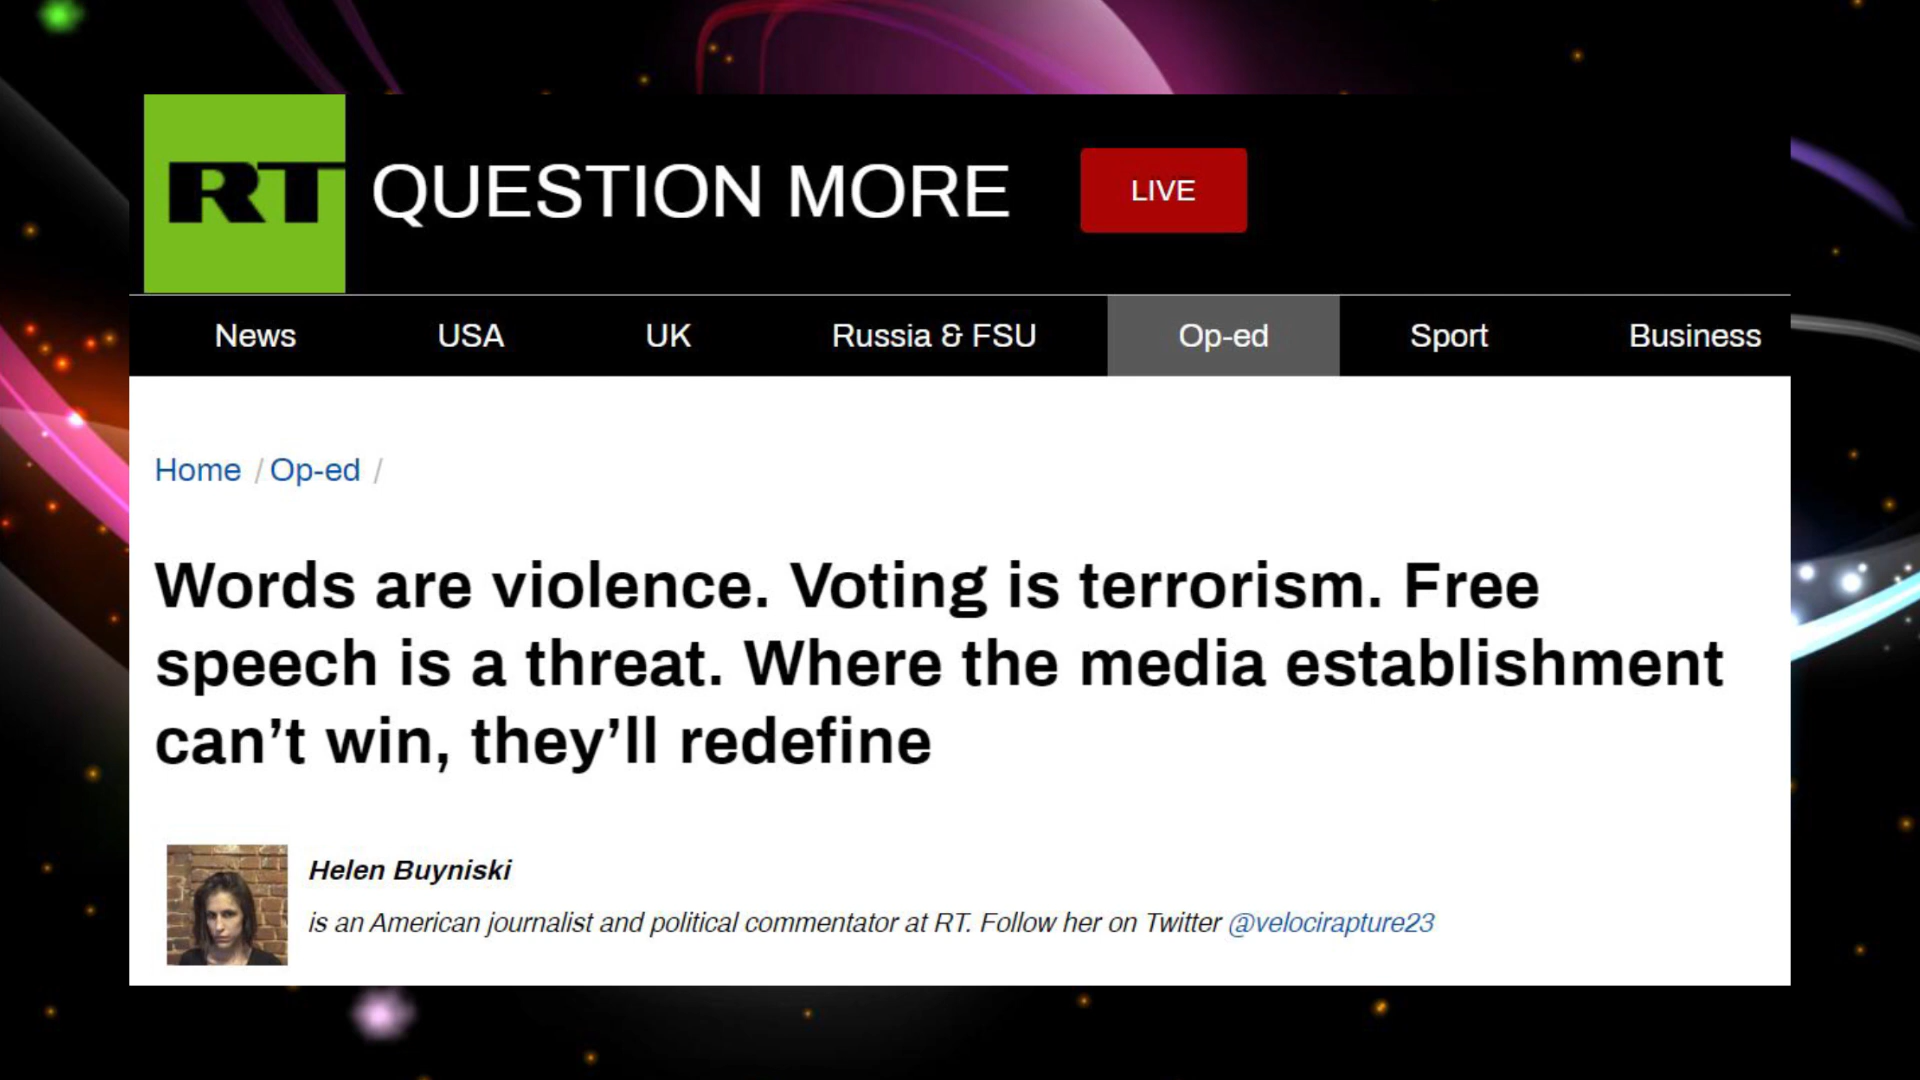 RT QUESTION MORE LIVE
News USA UK Russia & FSU Op-ed Sport Business
Home / Op-ed /
Words are violence. Voting is terrorism. Free
speech is a threat. Where the media establishment
can’t win, they’ll redefine
Helen Buyniski
is an American journalist and political commentator at RT. Follow her on Twitter @velocirapture23